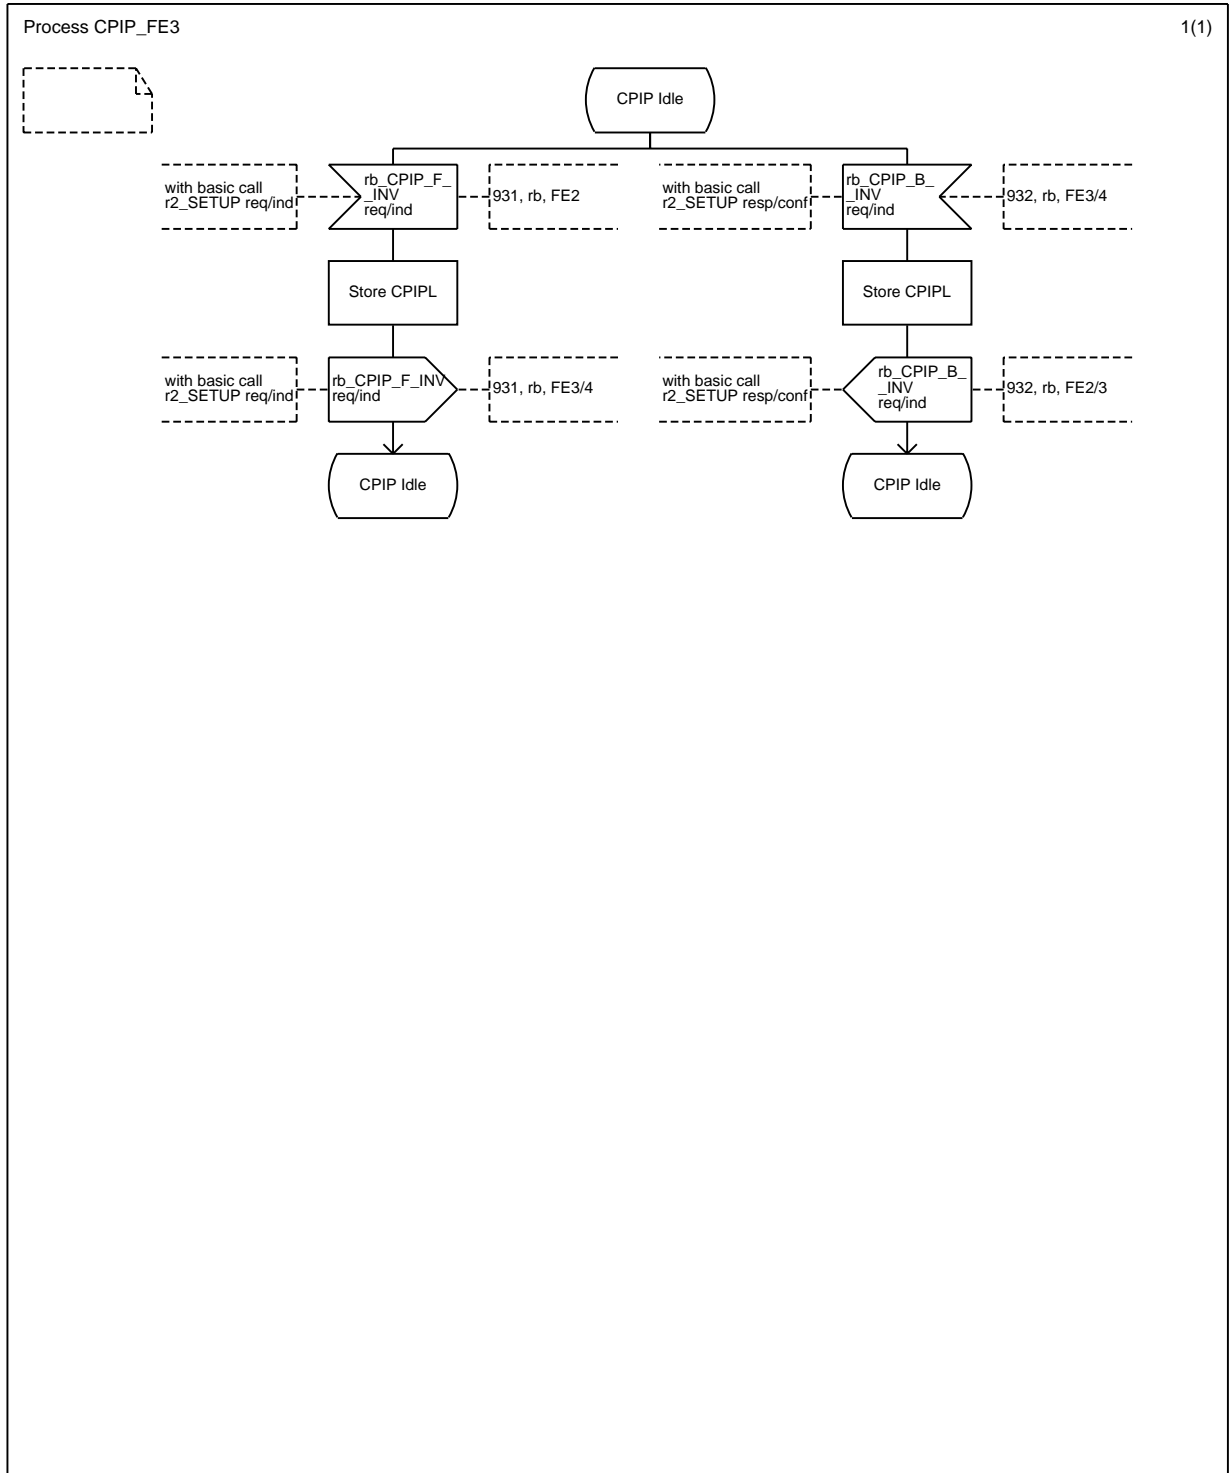 Process CPIP_FE3
1(1)
CPIP Idle
with basic call
r2_SETUP req/ind
rb_CPIP_F_
_INV
req/ind
931, rb, FE2
with basic call
r2_SETUP resp/conf
rb_CPIP_B_
_INV
req/ind
932, rb, FE3/4
Store CPIPL
Store CPIPL
with basic call
r2_SETUP req/ind
rb_CPIP_F_INV
req/ind
931, rb, FE3/4
with basic call
r2_SETUP resp/conf
rb_CPIP_B_
_INV
req/ind
932, rb, FE2/3
CPIP Idle
CPIP Idle